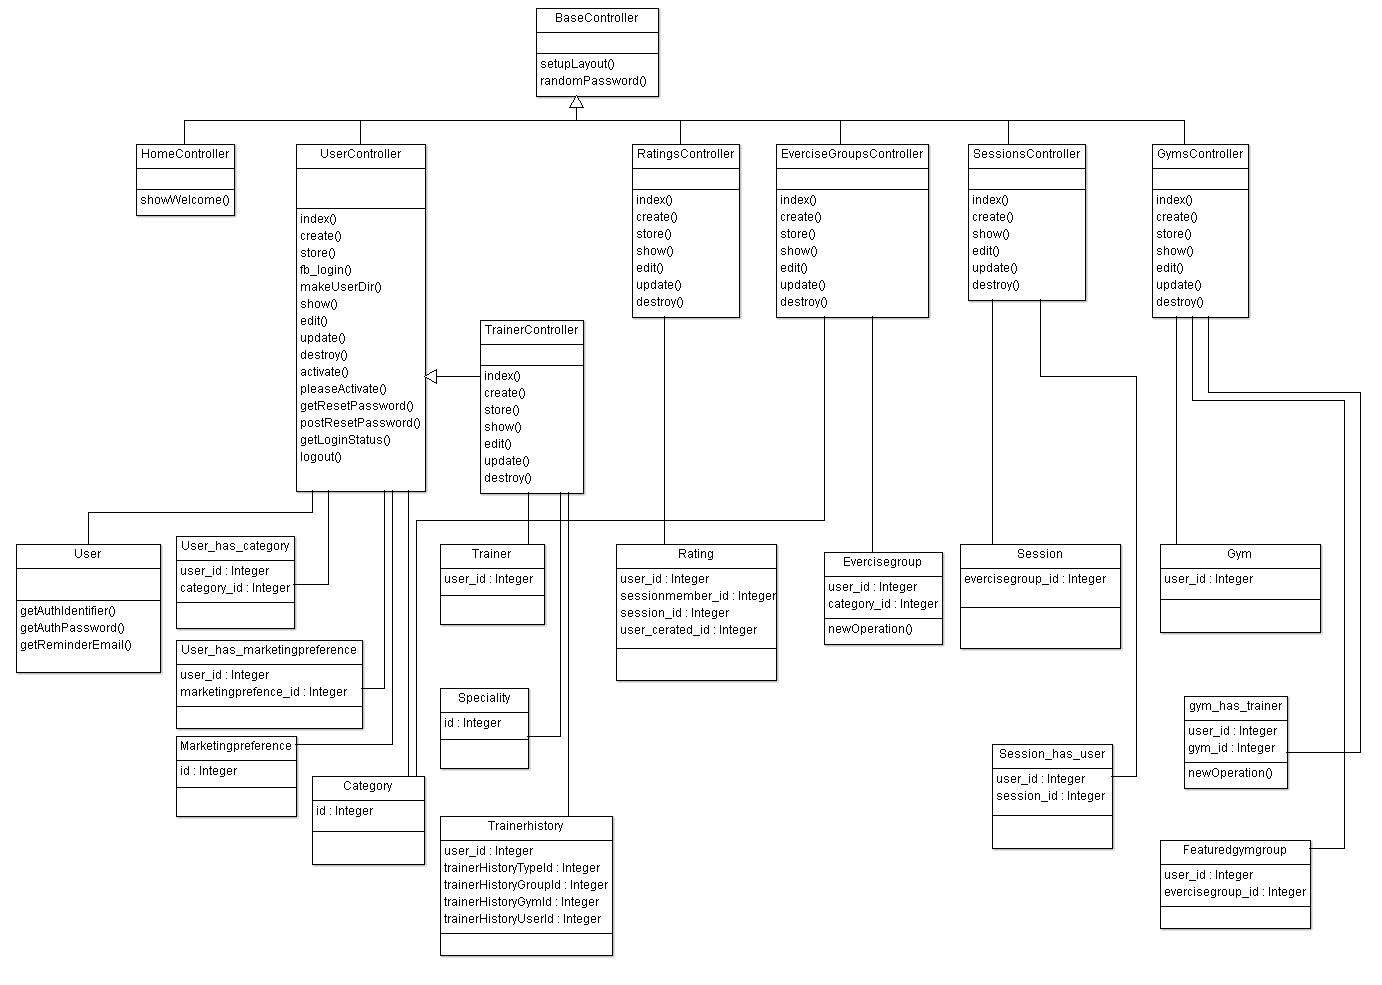 BaseController
setupLayout()
randomPassword()
HomeController
showWelcome()
UserController
index()
create()
store()
fb_login()
makeUserDir()
show()
edit()
update()
destroy()
activate()
pleaseActivate()
getResetPassword()
postResetPassword()
getLoginStatus()
logout()
TrainerController
index()
create()
store()
show()
edit()
update()
destroy()
RatingsController
index()
create()
store()
show()
edit()
update()
destroy()
EverciseGroupsController
index()
create()
store()
show()
edit()
update()
destroy()
SessionsController
index()
create()
show()
edit()
update()
destroy()
GymsController
index()
create()
store()
show()
edit()
update()
destroy()
User
getAuthIdentifier()
getAuthPassword()
getReminderEmail()
User_has_category
user_id : Integer
category_id : Integer
User_has_marketingpreference
user_id : Integer
marketingprefence_id : Integer
Marketingpreference
id : Integer
Category
id : Integer
Trainer
user_id : Integer
Speciality
id : Integer
Trainerhistory
user_id : Integer
trainerHistoryTypeId : Integer
trainerHistoryGroupId : Integer
trainerHistoryGymId : Integer
trainerHistoryUserId : Integer
Rating
user_id : Integer
sessionmember_id : Integer
session_id : Integer
user_cerated_id : Integer
Evercisegroup
user_id : Integer
category_id : Integer
newOperation()
Session
evercisegroup_id : Integer
Session_has_user
user_id : Integer
session_id : Integer
Gym
user_id : Integer
gym_has_trainer
user_id : Integer
gym_id : Integer
newOperation()
Featuredgymgroup
user_id : Integer
evercisegroup_id : Integer